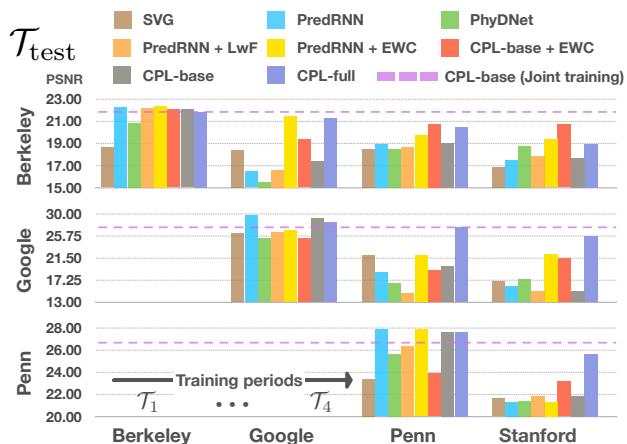 𝒯test
SVG PredRNN PhyDNet
PredRNN + LwF PredRNN + EWC CPL-base + EWC
CPL-base CPL-full CPL-base (Joint training)
PSNR
Berkeley
23.00
21.00
19.00
17.00
15.00
Google
30.00
25.75
21.50
17.25
13.00
Penn
28.00
26.00
24.00
22.00
20.00
Training periods
𝒯1 ... 𝒯4
Berkeley Google Penn Stanford